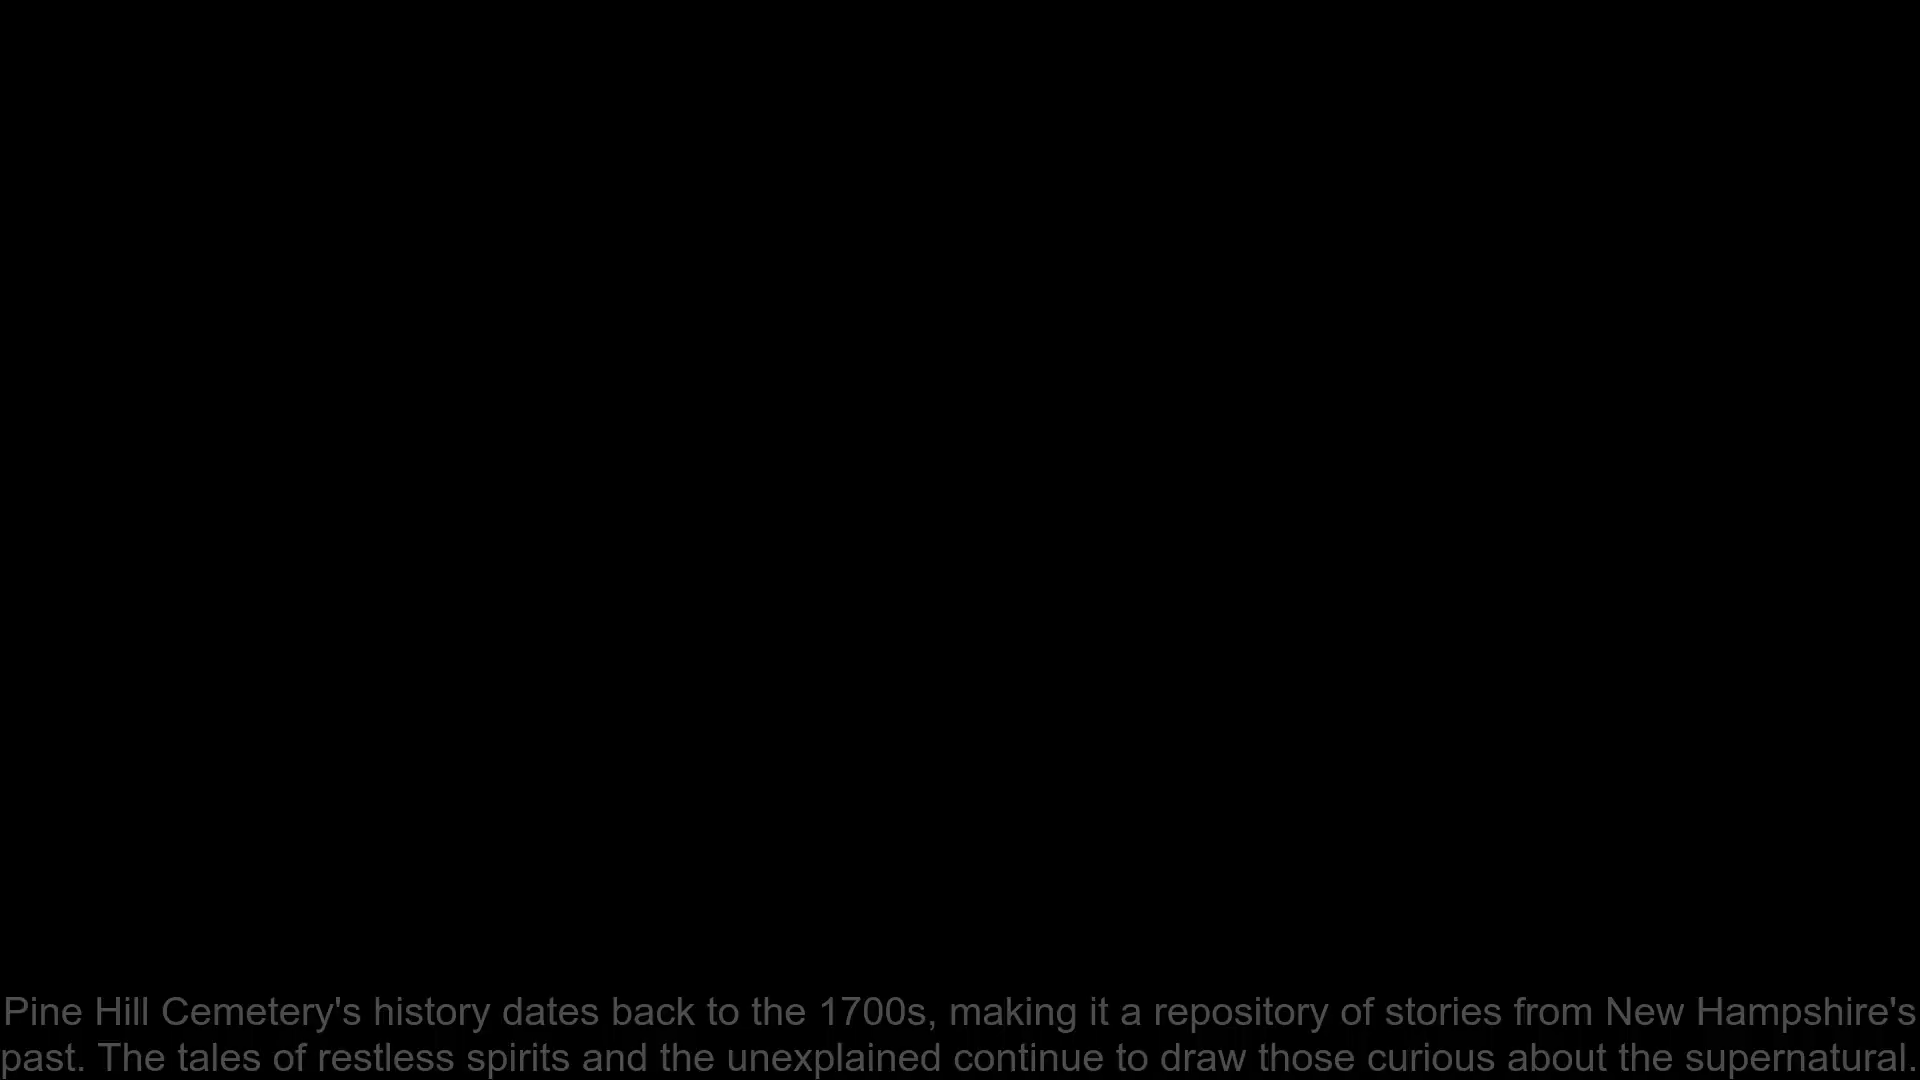 Pine Hill Cemetery's history dates back to the 1700s, making it a repository of stories from New Hampshire's
past. The tales of restless spirits and the unexplained continue to draw those curious about the supernatural.